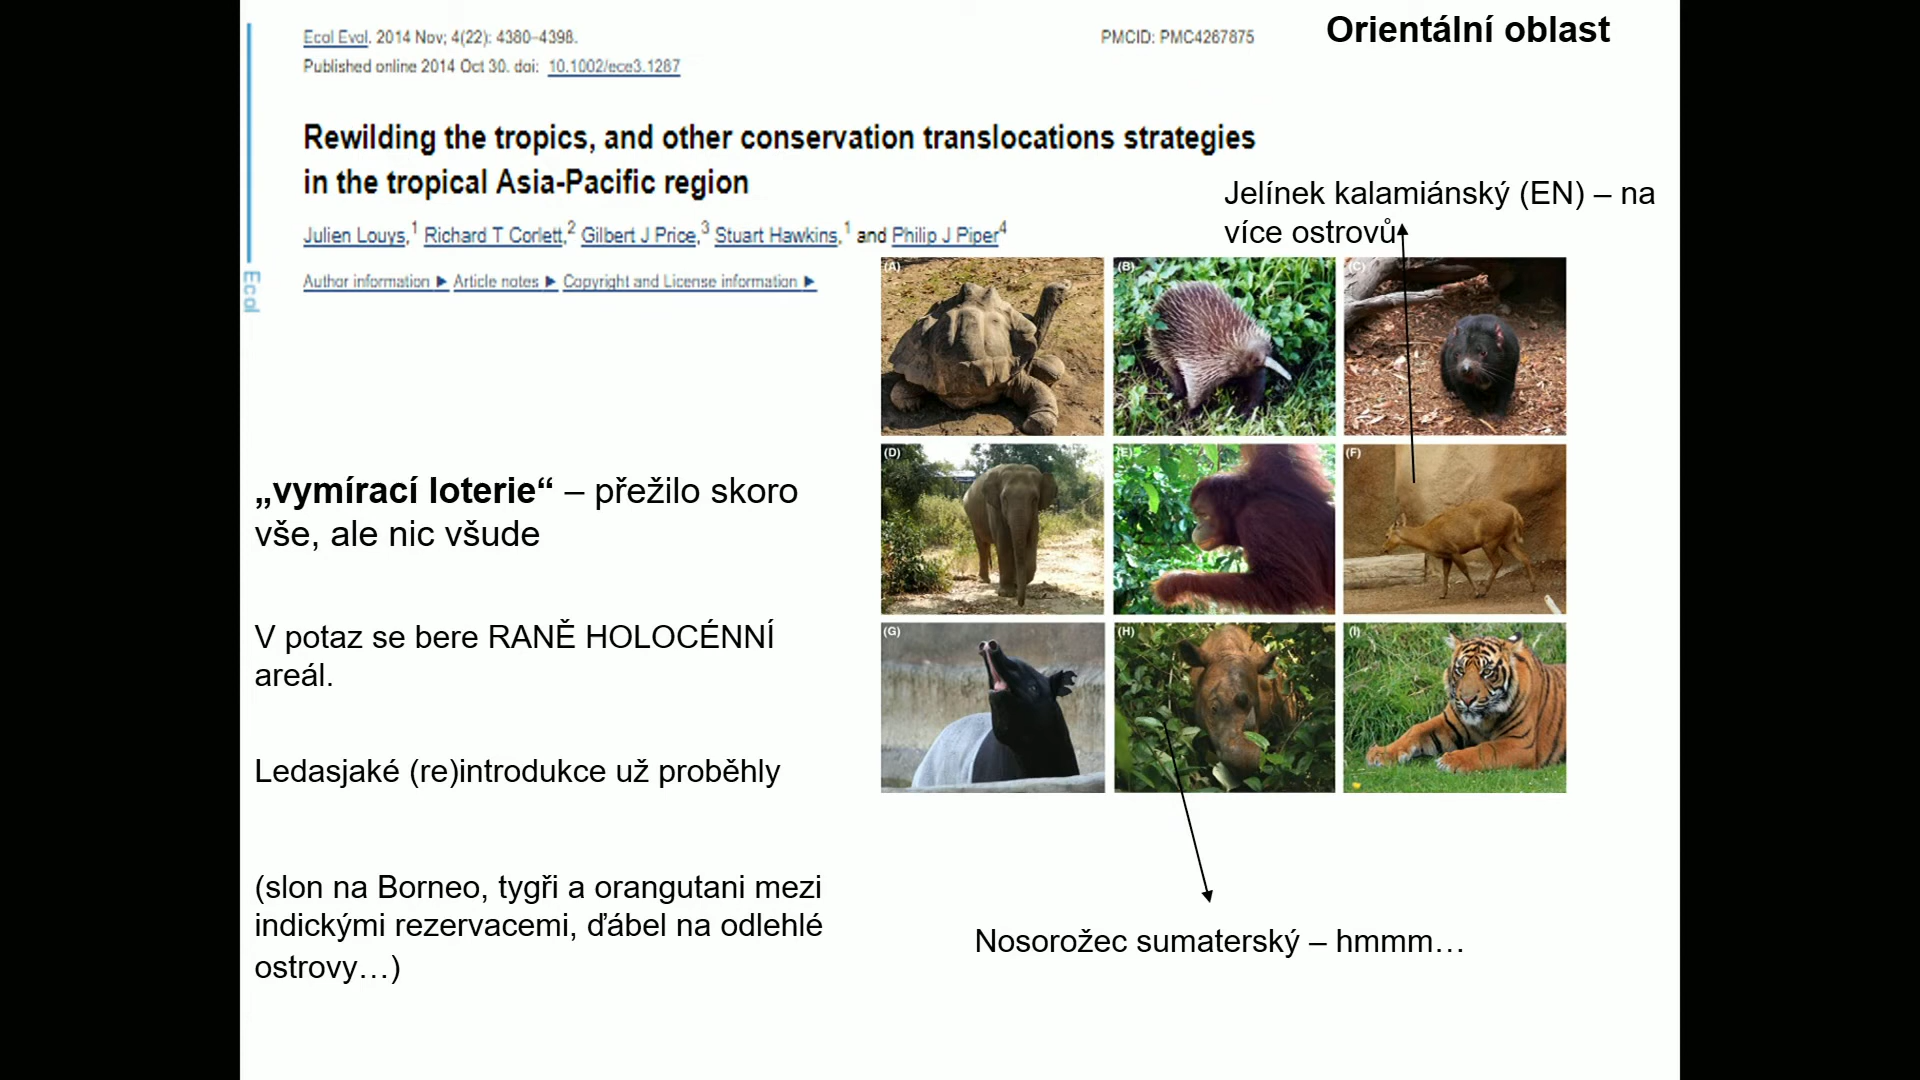 Ecol Evol. 2014 Nov; 4(22): 4380–4398.
PMCID: PMC4267875
Orientální oblast
Published online 2014 Oct 30. doi: 10.1002/ece3.1287
Rewilding the tropics, and other conservation translocations strategies
in the tropical Asia-Pacific region
Julien Louys,1 Richard T Corlett,2 Gilbert J Price,3 Stuart Hawkins,1 and Philip J Piper4
Author information ▶ Article notes ▶ Copyright and License information ▶
Ecol
Jelínek kalamiánský (EN) – na
více ostrovů
(A)
(B)
(C)
(D)
(E)
(F)
(G)
(H)
(I)
„vymírací loterie“ – přežilo skoro
vše, ale nic všude
V potaz se bere RANĚ HOLOCÉNNÍ
areál.
Ledasjaké (re)introdukce už proběhly
(slon na Borneo, tygři a orangutani mezi
indickými rezervacemi, ďábel na odlehlé
ostrovy…)
Nosorožec sumaterský – hmmm…